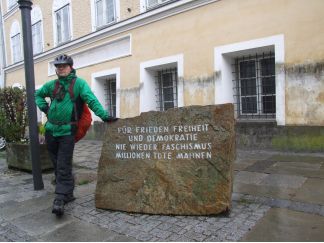 FÜR FRIEDEN FREIHEIT
UND DEMOKRATIE
NIE WIEDER FASCHISMUS
MILLIONEN TOTE MAHNEN